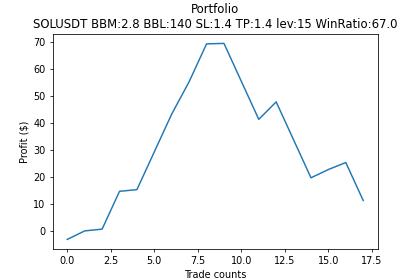 Portfolio
SOLUSDT BBM:2.8 BBL:140 SL:1.4 TP:1.4 lev:15 WinRatio:67.0
70
60
50
40
30
20
10
0
Profit ($)
0.0 2.5 5.0 7.5 10.0 12.5 15.0 17.5
Trade counts